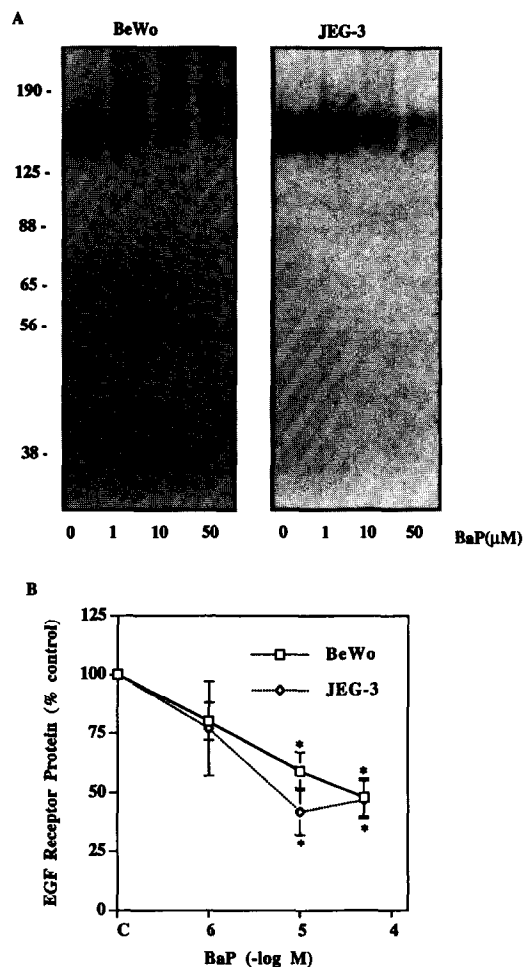 A
BeWo JEG-3
190 -
125 -
88 -
65 -
56 -
38 -
0 1 10 50 0 1 10 50 BaP(μM)
B
125
100
75
50
25
0
EGF Receptor Protein (% control)
BeWo
JEG-3
* *
* *
C 6 5 4
BaP (-log M)